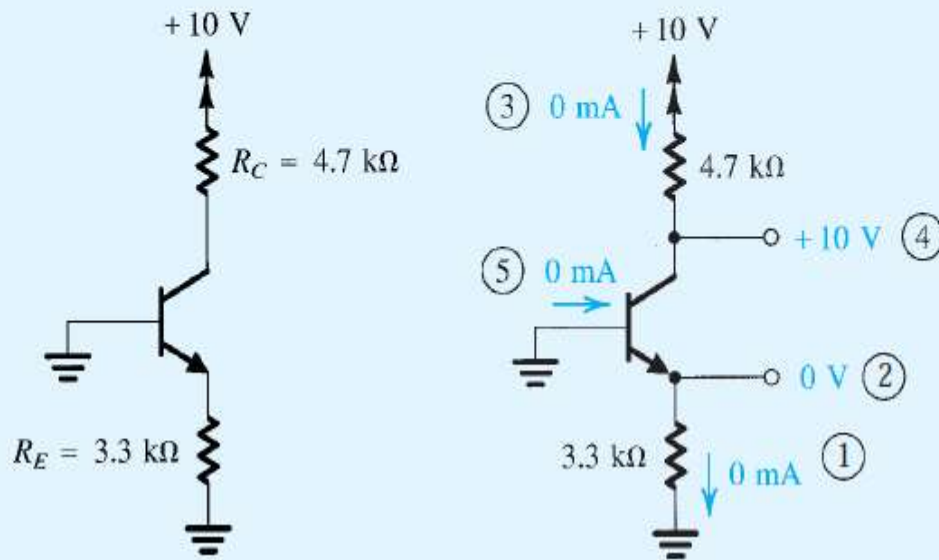 +10 V
R_C = 4.7 kΩ
R_E = 3.3 kΩ
+10 V
③ 0 mA
4.7 kΩ
+10 V ④
⑤ 0 mA
0 V ②
3.3 kΩ
0 mA ①